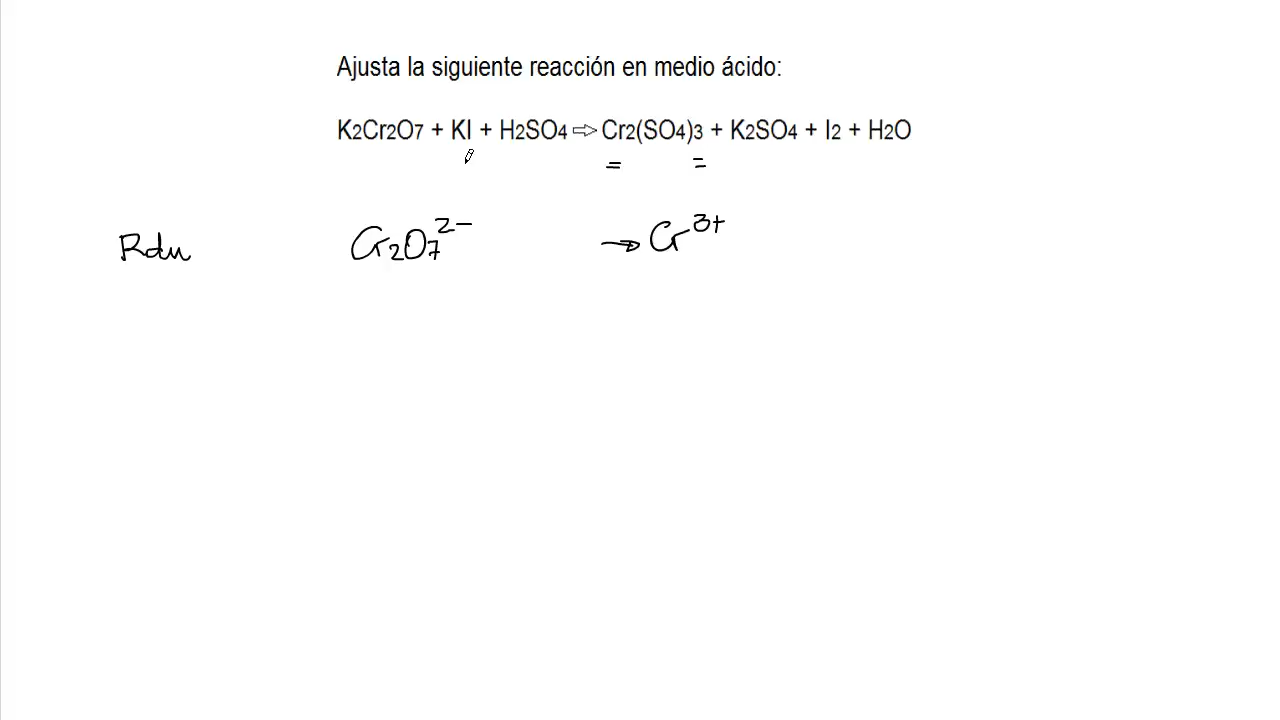 Ajusta la siguiente reacción en medio ácido:
K2Cr2O7 + KI + H2SO4 ⇨ Cr2(SO4)3 + K2SO4 + I2 + H2O
= =
Rdu Cr2O7 2- → Cr 3+